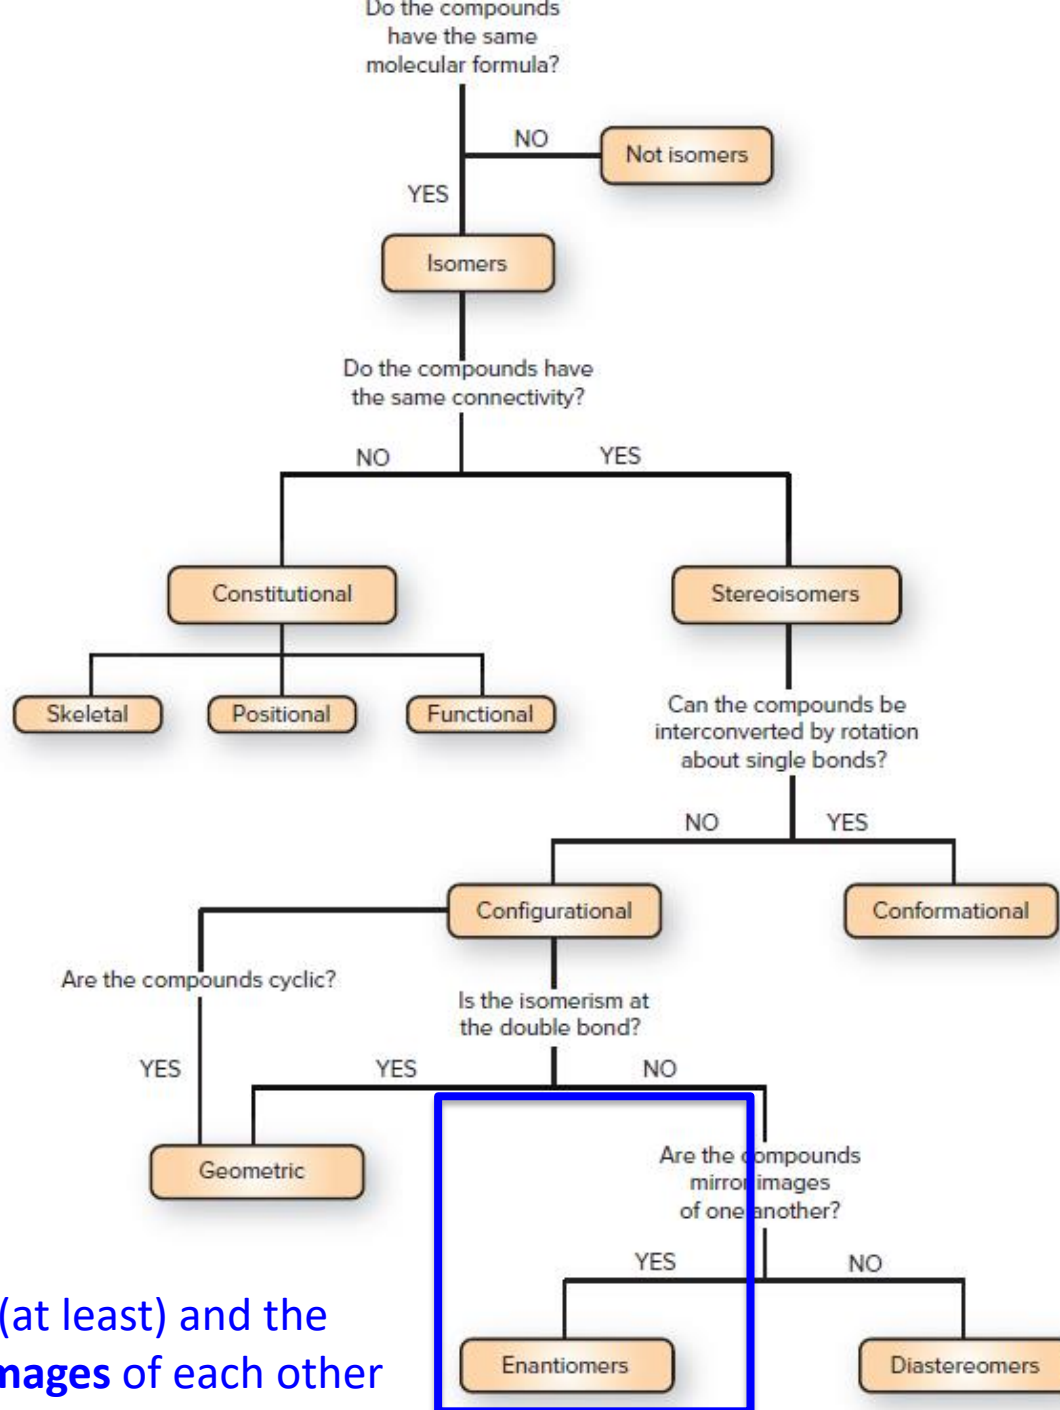 Do the compounds
have the same
molecular formula?
NO
Not isomers
YES
Isomers
Do the compounds have
the same connectivity?
NO
YES
Constitutional
Stereoisomers
Skeletal
Positional
Functional
Can the compounds be
interconverted by rotation
about single bonds?
NO
YES
Configurational
Conformational
Are the compounds cyclic?
Is the isomerism at
the double bond?
YES
YES
NO
Geometric
Are the compounds
mirror images
of one another?
YES
NO
Enantiomers
Diastereomers
(at least) and the
mages of each other